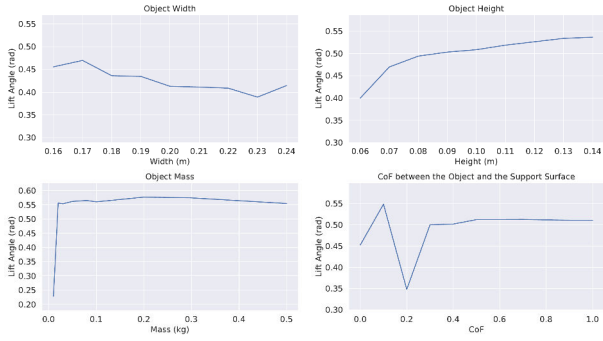 Object Width
0.55
0.50
0.45
0.40
0.35
0.30
Lift Angle (rad)
0.16 0.17 0.18 0.19 0.20 0.21 0.22 0.23 0.24
Width (m)
Object Height
0.55
0.50
0.45
0.40
0.35
0.30
Lift Angle (rad)
0.06 0.07 0.08 0.09 0.10 0.11 0.12 0.13 0.14
Height (m)
Object Mass
0.60
0.55
0.50
0.45
0.40
0.35
0.30
0.25
0.20
Lift Angle (rad)
0.0 0.1 0.2 0.3 0.4 0.5
Mass (kg)
CoF between the Object and the Support Surface
0.55
0.50
0.45
0.40
0.35
0.30
Lift Angle (rad)
0.0 0.2 0.4 0.6 0.8 1.0
CoF